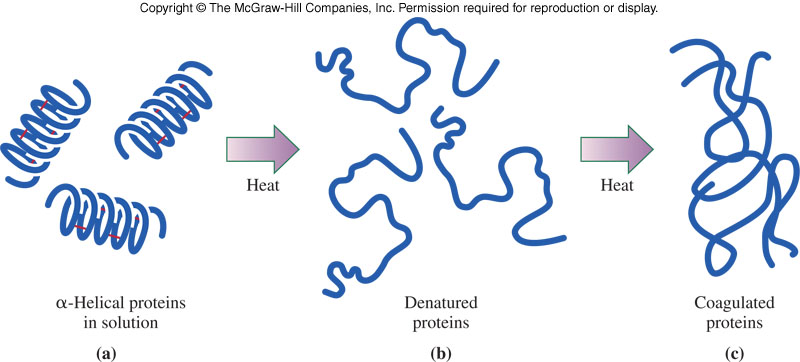 Copyright © The McGraw-Hill Companies, Inc. Permission required for reproduction or display.
Heat
Heat
α-Helical proteins
in solution
(a)
Denatured
proteins
(b)
Coagulated
proteins
(c)